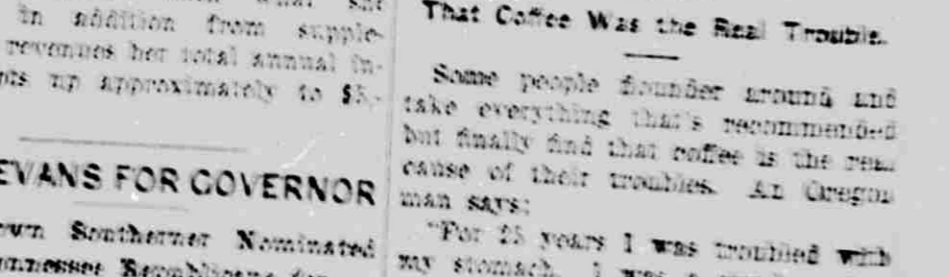 in addition from supple-
revenues her total annual in-
up approximately to $5,-
EVANS FOR GOVERNOR
Southerner Nominated
That Coffee Was the Real Trouble.
Some people flounder around and
take everything that's recommended
but finally find that coffee is the real
cause of their troubles. An Oregon
man says:
"For 25 years I was troubled with
my stomach. I was a